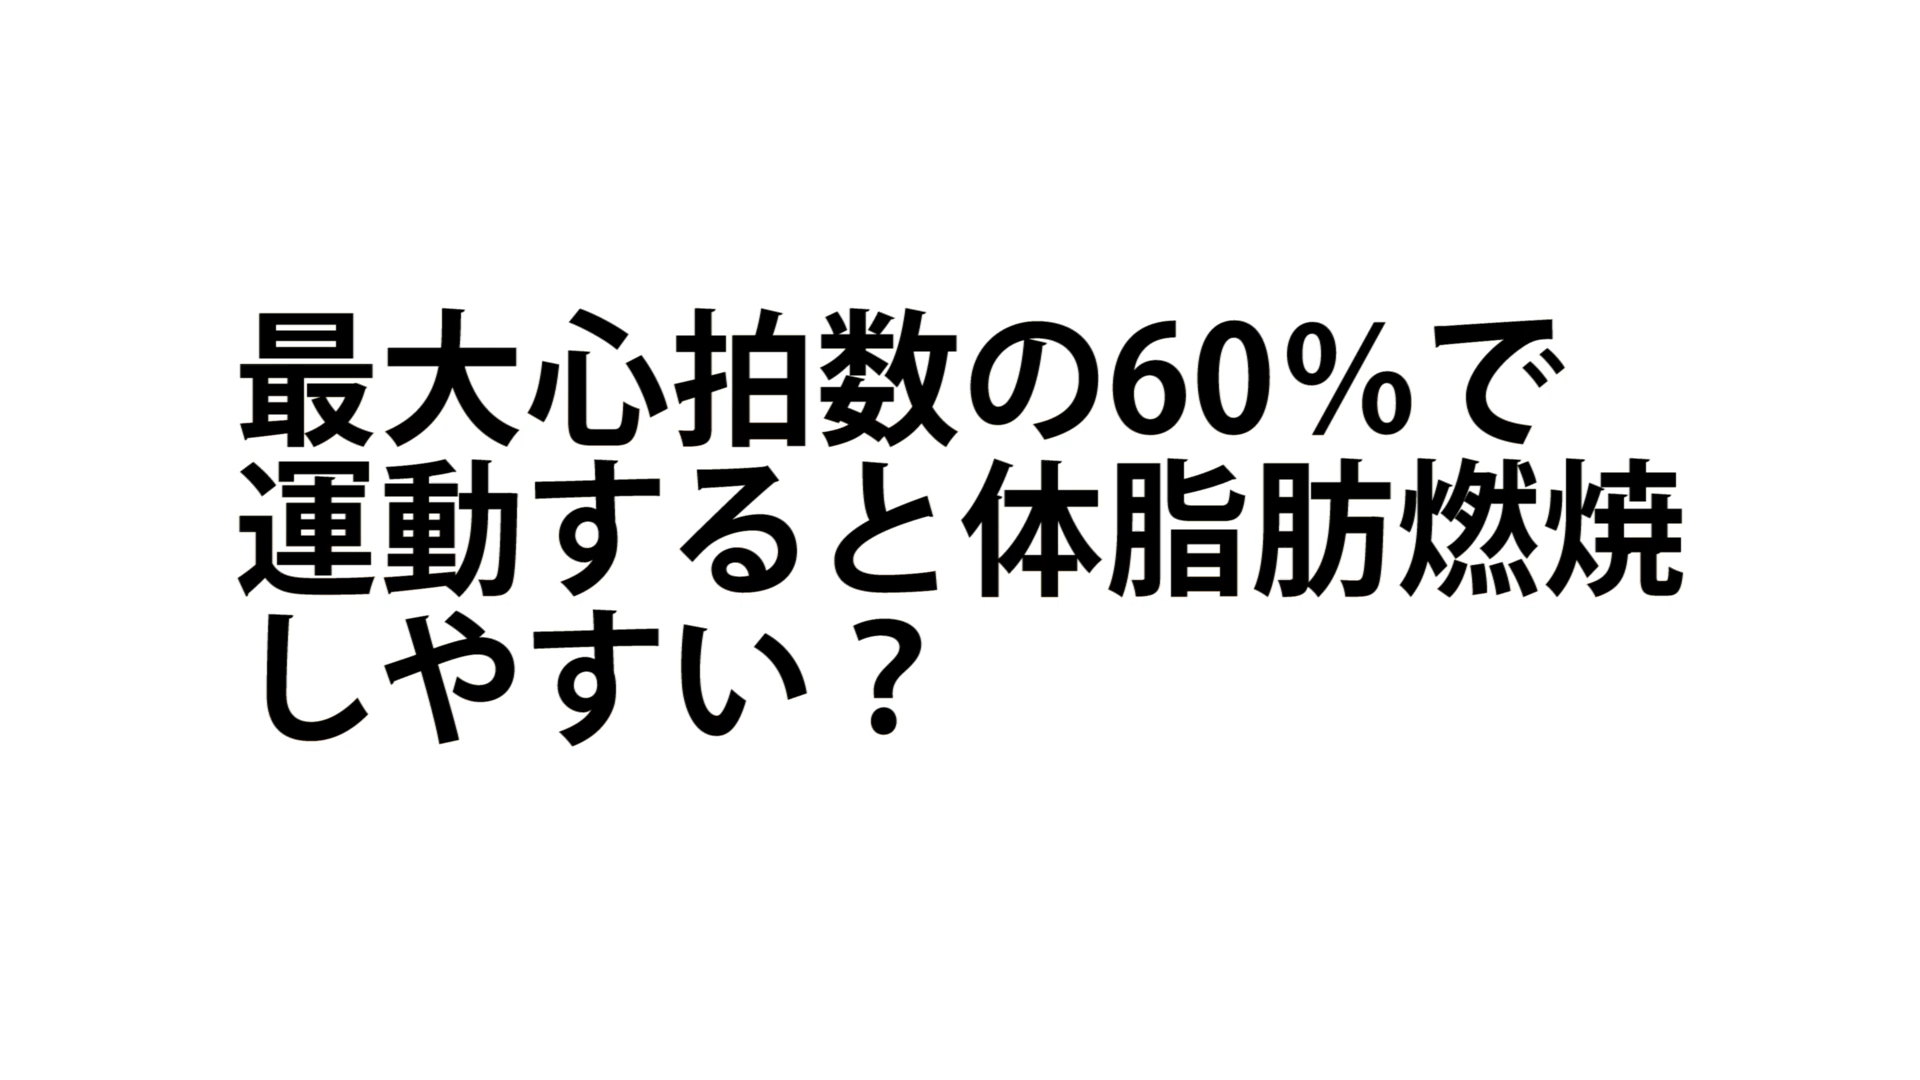 最大心拍数の60％で
運動すると体脂肪燃焼
しやすい？